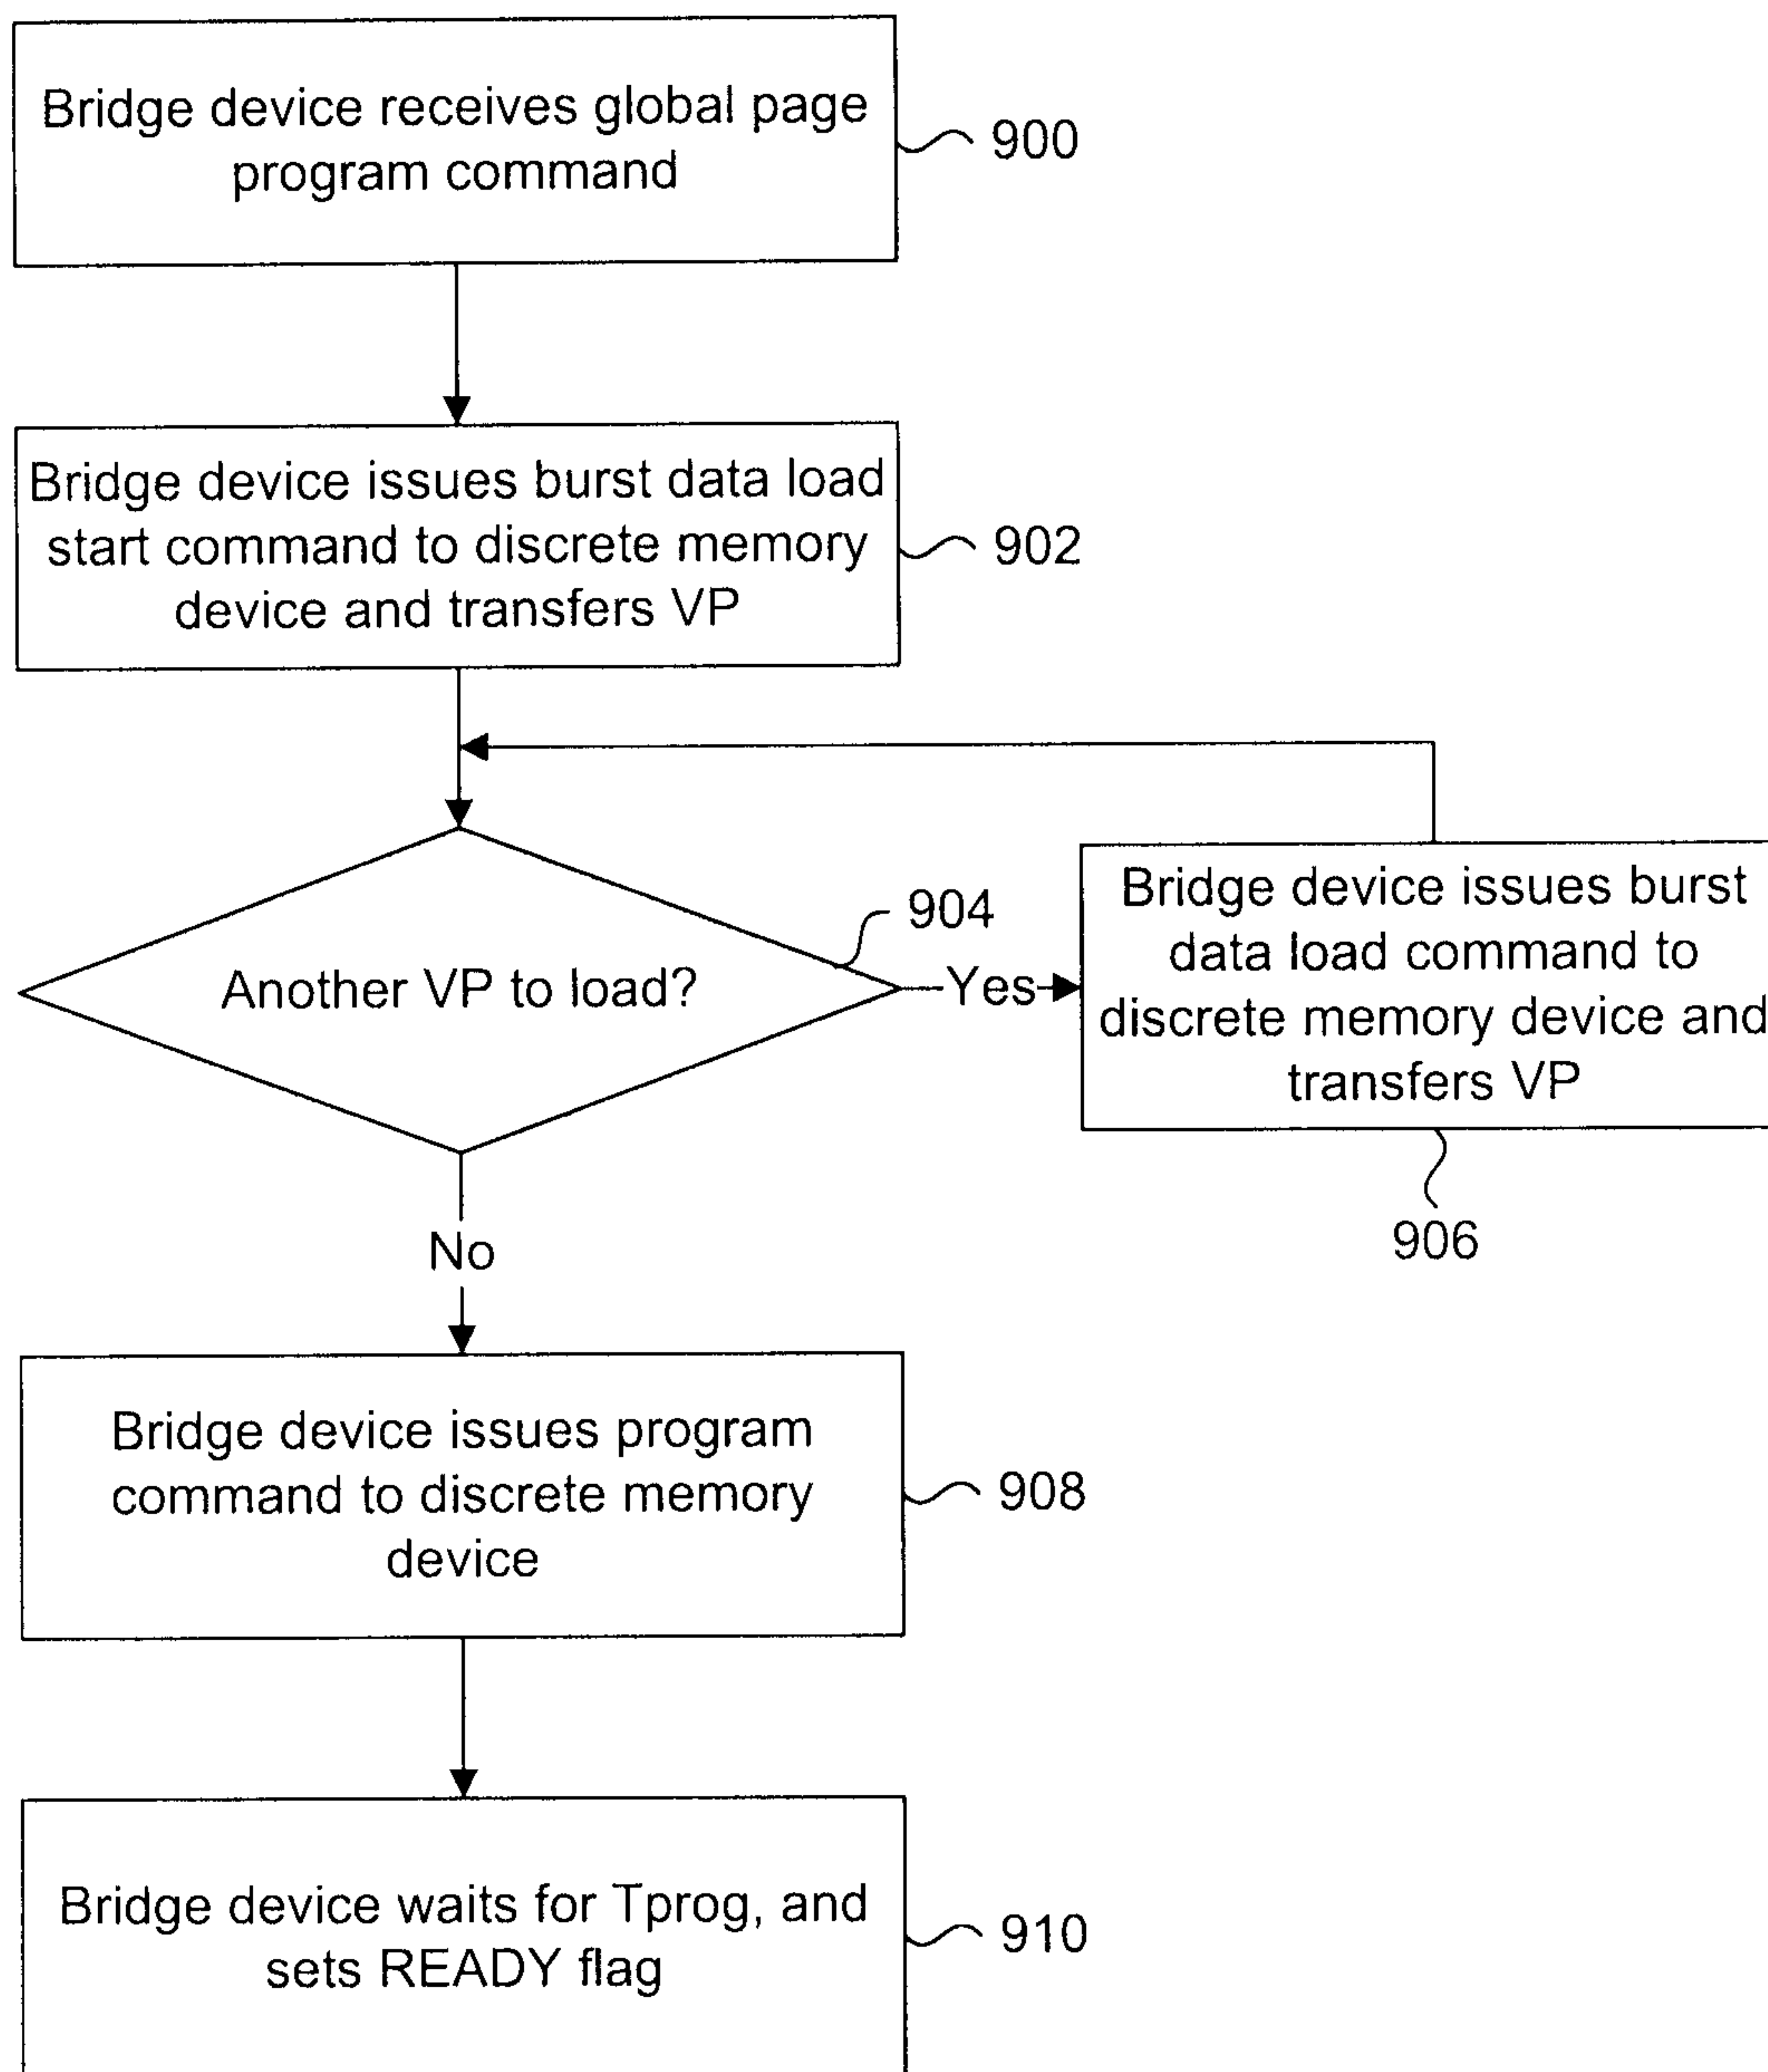 Bridge device receives global page
program command
900
Bridge device issues burst data load
start command to discrete memory
device and transfers VP
902
904
Another VP to load?
Yes
Bridge device issues burst
data load command to
discrete memory device and
transfers VP
906
No
Bridge device issues program
command to discrete memory
device
908
Bridge device waits for Tprog, and
sets READY flag
910